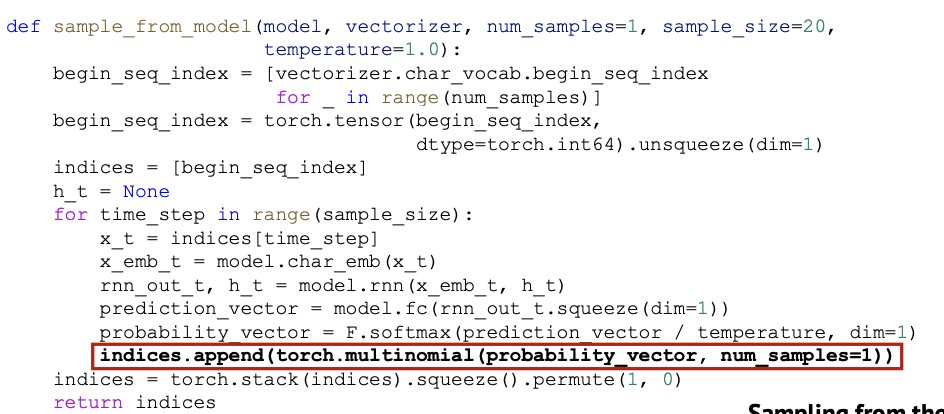 def sample_from_model(model, vectorizer, num_samples=1, sample_size=20,
                      temperature=1.0):
    begin_seq_index = [vectorizer.char_vocab.begin_seq_index
                       for _ in range(num_samples)]
    begin_seq_index = torch.tensor(begin_seq_index,
                                   dtype=torch.int64).unsqueeze(dim=1)
    indices = [begin_seq_index]
    h_t = None
    for time_step in range(sample_size):
        x_t = indices[time_step]
        x_emb_t = model.char_emb(x_t)
        rnn_out_t, h_t = model.rnn(x_emb_t, h_t)
        prediction_vector = model.fc(rnn_out_t.squeeze(dim=1))
        probability_vector = F.softmax(prediction_vector / temperature, dim=1)
        indices.append(torch.multinomial(probability_vector, num_samples=1))
    indices = torch.stack(indices).squeeze().permute(1, 0)
    return indices
Sampling from the